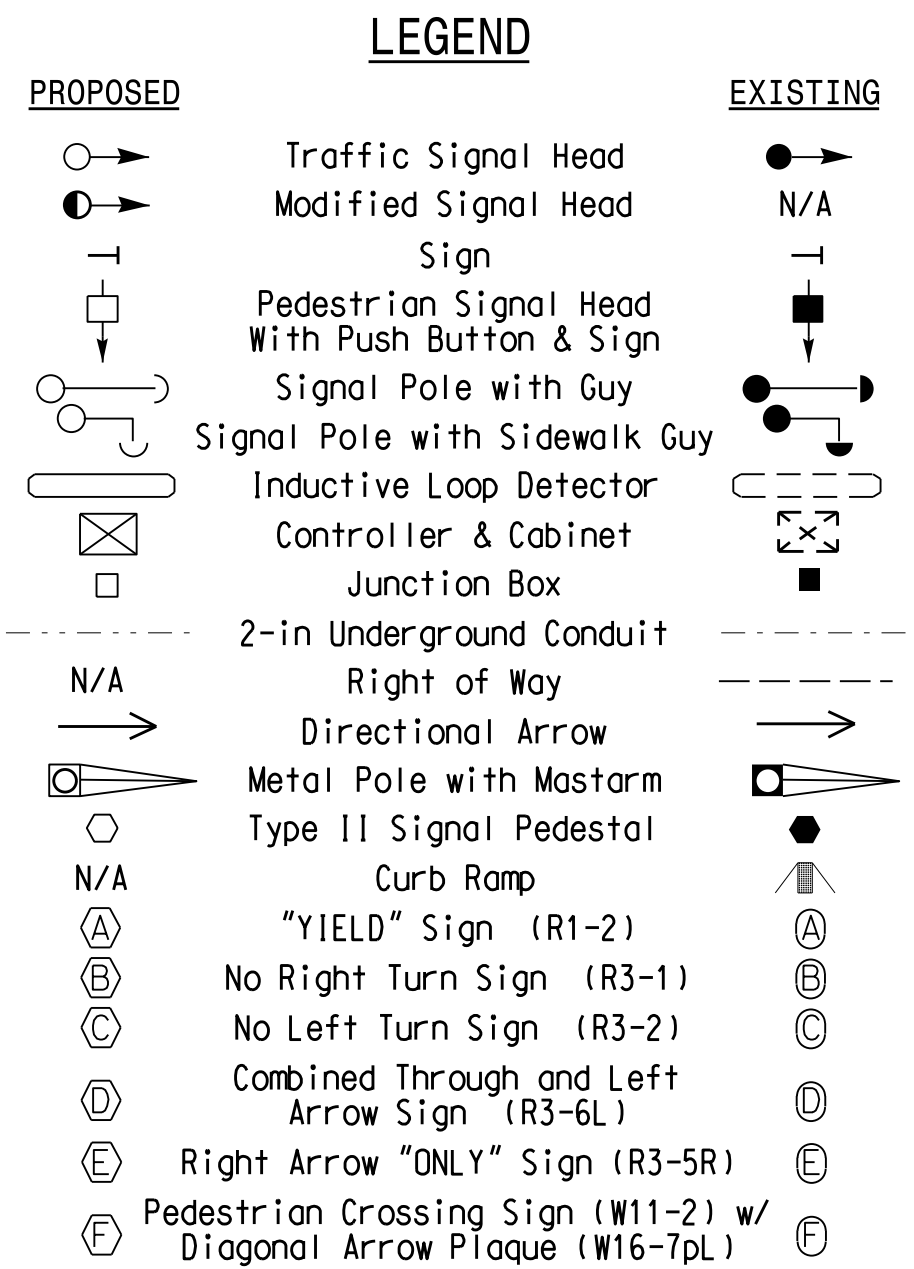 LEGEND
PROPOSED EXISTING
Traffic Signal Head
Modified Signal Head N/A
Sign
Pedestrian Signal Head
With Push Button & Sign
Signal Pole with Guy
Signal Pole with Sidewalk Guy
Inductive Loop Detector
Controller & Cabinet
Junction Box
2-in Underground Conduit
N/A Right of Way
Directional Arrow
Metal Pole with Mastarm
Type II Signal Pedestal
N/A Curb Ramp
A "YIELD" Sign (R1-2) A
B No Right Turn Sign (R3-1) B
C No Left Turn Sign (R3-2) C
Combined Through and Left
D Arrow Sign (R3-6L) D
E Right Arrow "ONLY" Sign (R3-5R) E
Pedestrian Crossing Sign (W11-2) w/
F Diagonal Arrow Plaque (W16-7pL) F